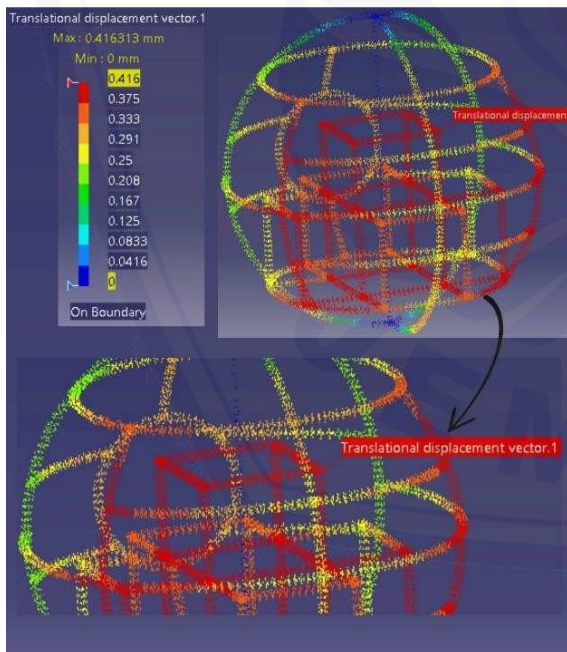 Translational displacement vector.1
Max : 0.416313 mm
Min : 0 mm
0.416
0.375
0.333
0.291
0.25
0.208
0.167
0.125
0.0833
0.0416
0
On Boundary
Translational displacement
Translational displacement vector.1